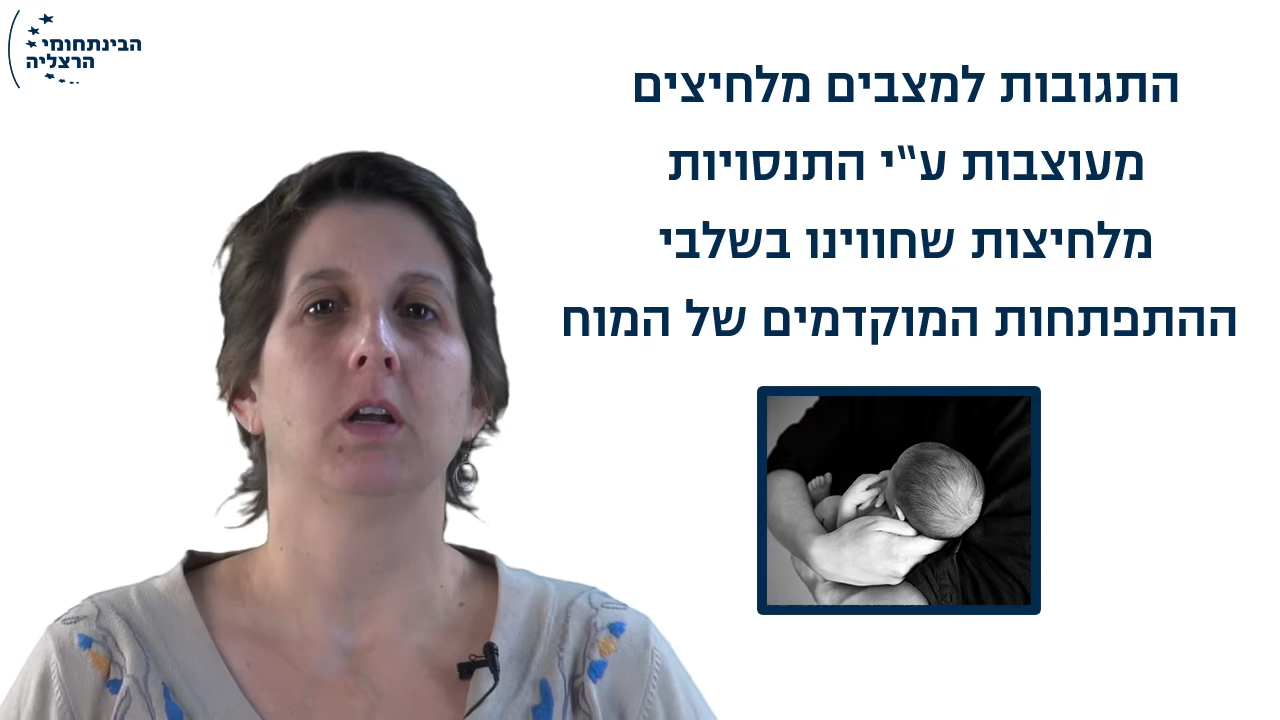 הבינתחומי
הרצליה
התגובות למצבים מלחיצים
מעוצבות ע"י התנסויות
מלחיצות שחווינו בשלבי
ההתפתחות המוקדמים של המוח